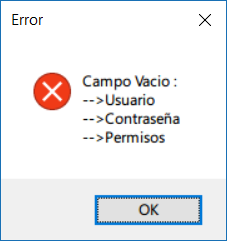 Error
Campo Vacio :
-->Usuario
-->Contraseña
-->Permisos
OK